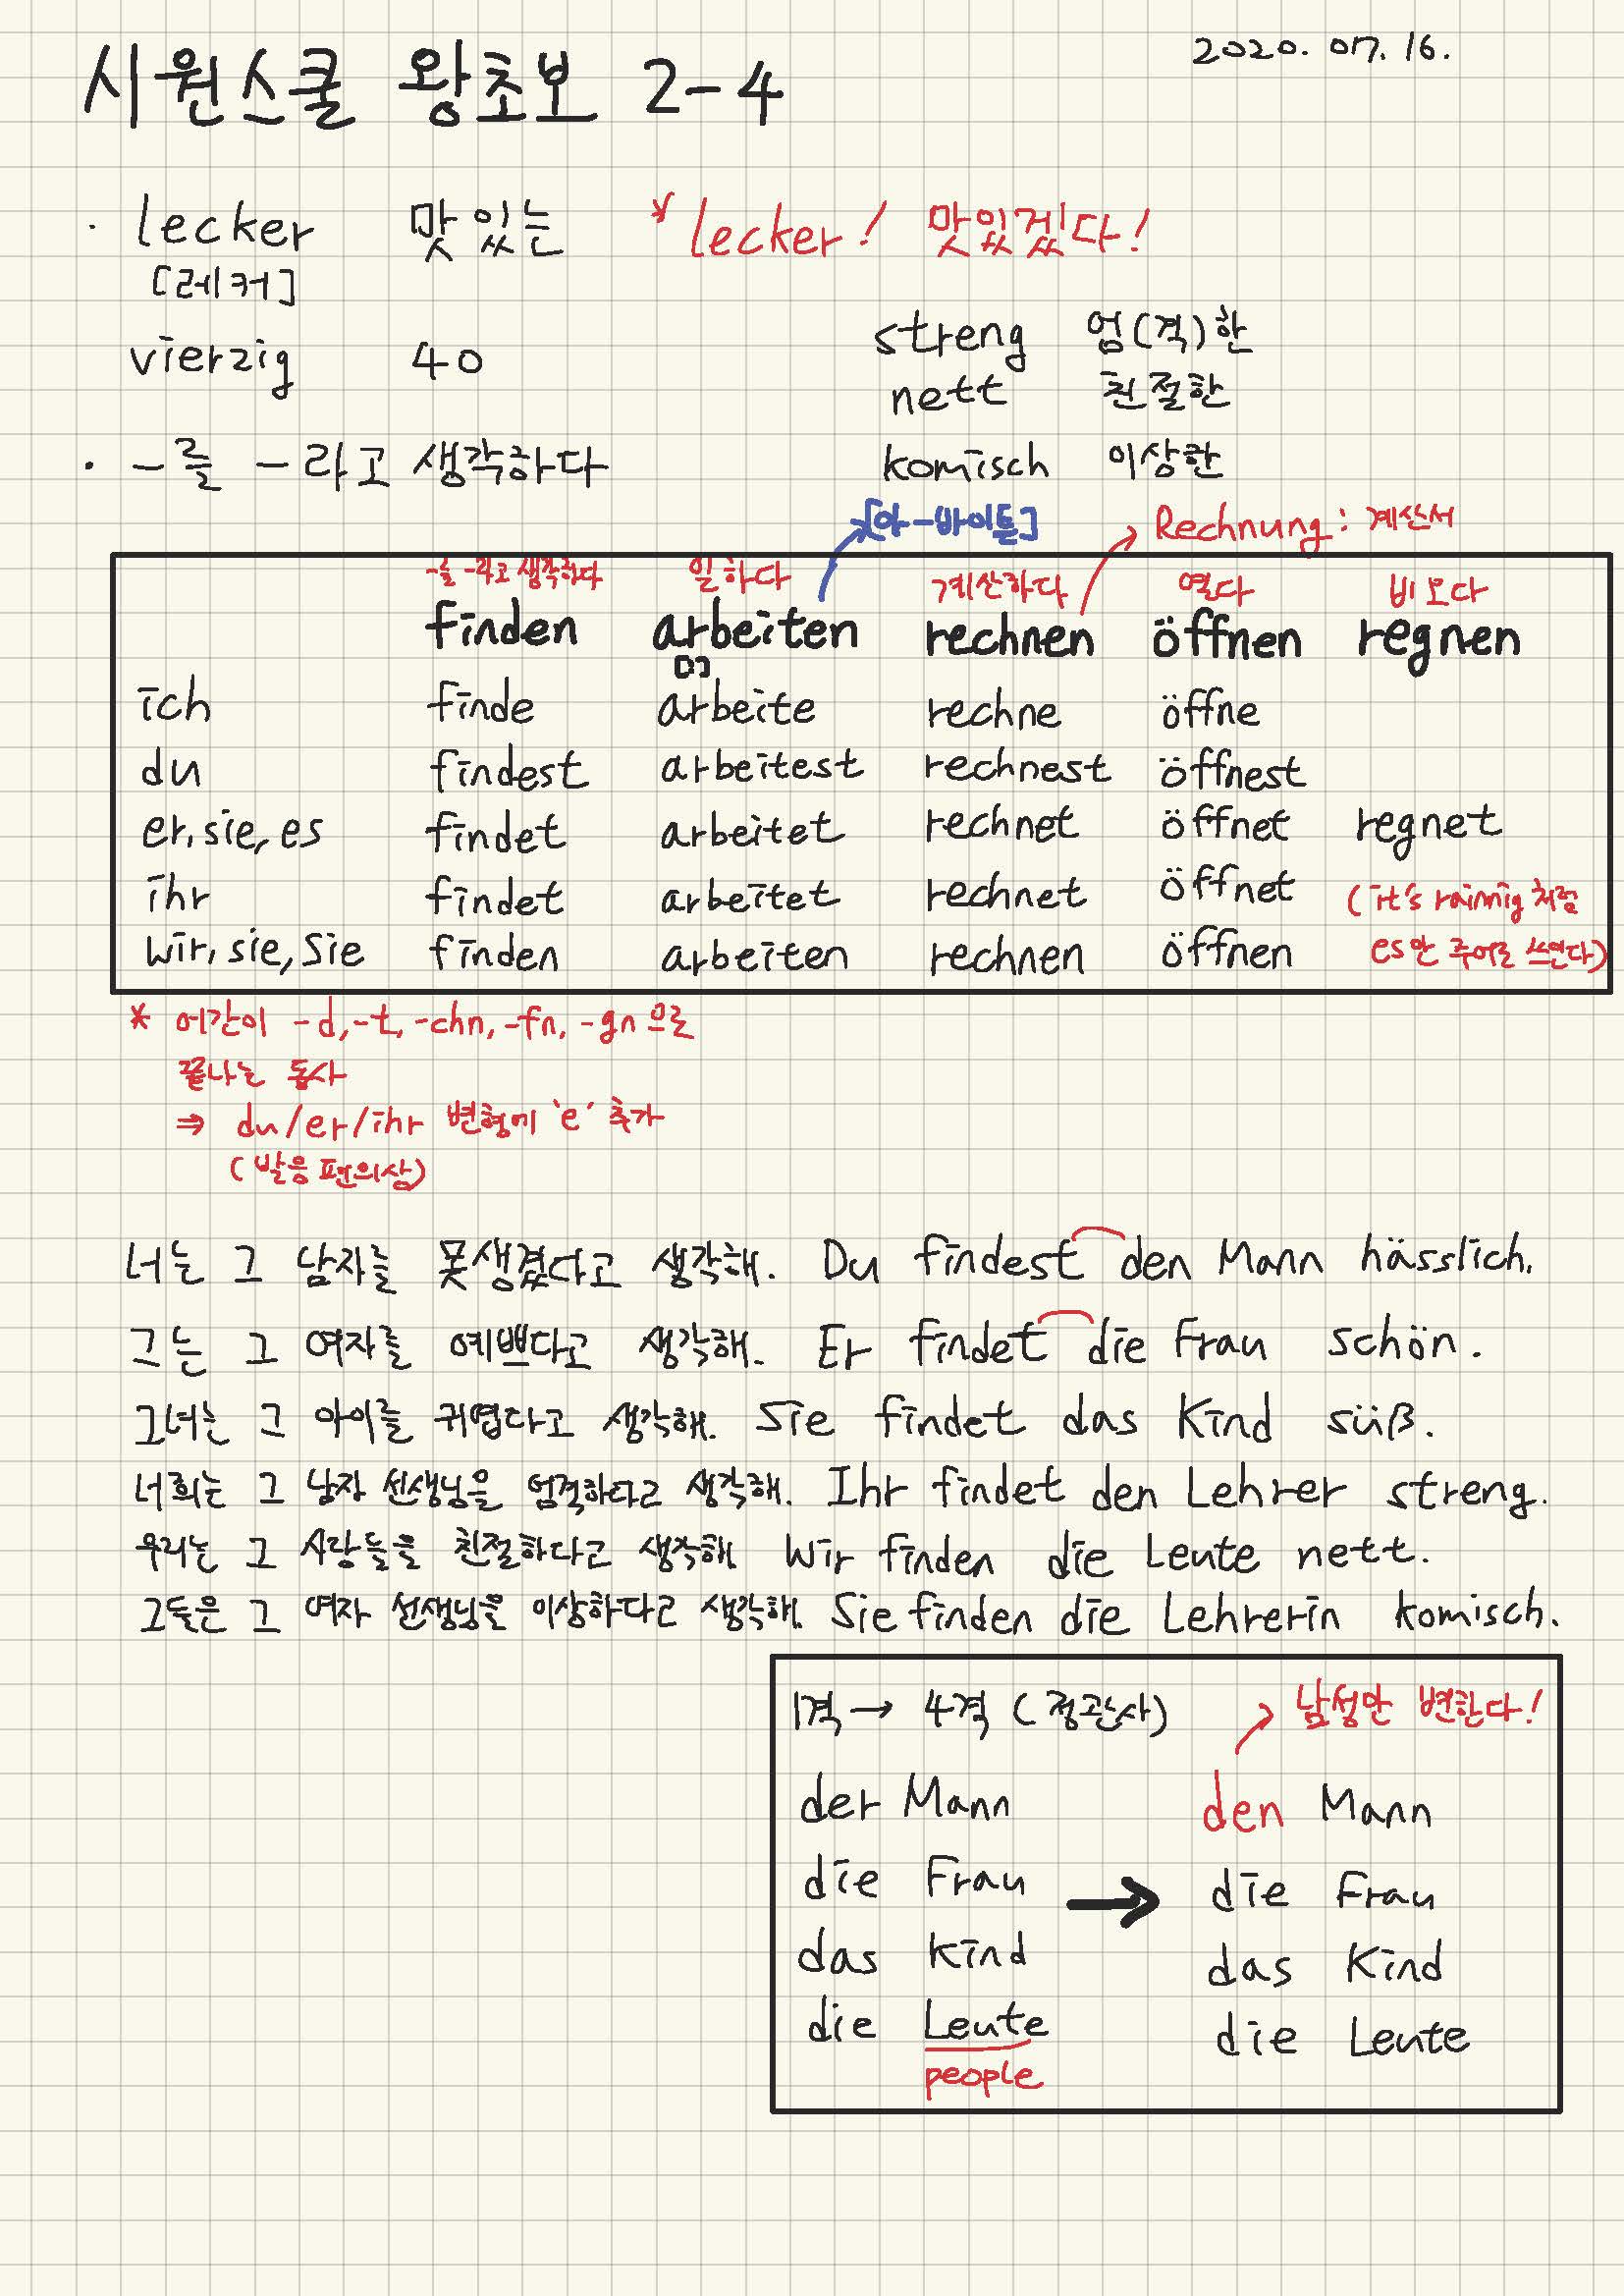 시원스쿨 왕초보 2-4
2020. 07. 16.
· lecker 맛있는 * lecker! 맛있겠다!
[레커]
vierzig 40
streng 엄(격)한
nett 친절한
· -를 -라고 생각하다
komisch 이상한
[아-바이튼]
Rechnung: 계산서
-를 -라고 생각하다 일하다 계산하다 열다 비오다
finden arbeiten rechnen öffnen regnen
ich finde arbeite rechne öffne
du findest arbeitest rechnest öffnest
er, sie, es findet arbeitet rechnet öffnet regnet
ihr findet arbeitet rechnet öffnet (it's rainnig 처럼
wir, sie, Sie finden arbeiten rechnen öffnen es만 주어로 쓰인다)
* 어간이 -d, -t, -chn, -fn, -gn으로
끝나는 동사
⇒ du/er/ihr 변형에 'e' 추가
(발음 편의상)
너는 그 남자를 못생겼다고 생각해. Du findest den Mann hässlich.
그는 그 여자를 예쁘다고 생각해. Er findet die Frau schön.
그녀는 그 아이를 귀엽다고 생각해. Sie findet das Kind süß.
너희는 그 남자 선생님을 엄격하다고 생각해. Ihr findet den Lehrer streng.
우리는 그 사람들을 친절하다고 생각해 Wir finden die Leute nett.
그들은 그 여자 선생님을 이상하다고 생각해. Sie finden die Lehrerin komisch.
1격 → 4격 (정관사) → 남성만 변한다!
der Mann den Mann
die Frau → die Frau
das Kind das Kind
die Leute die Leute
people